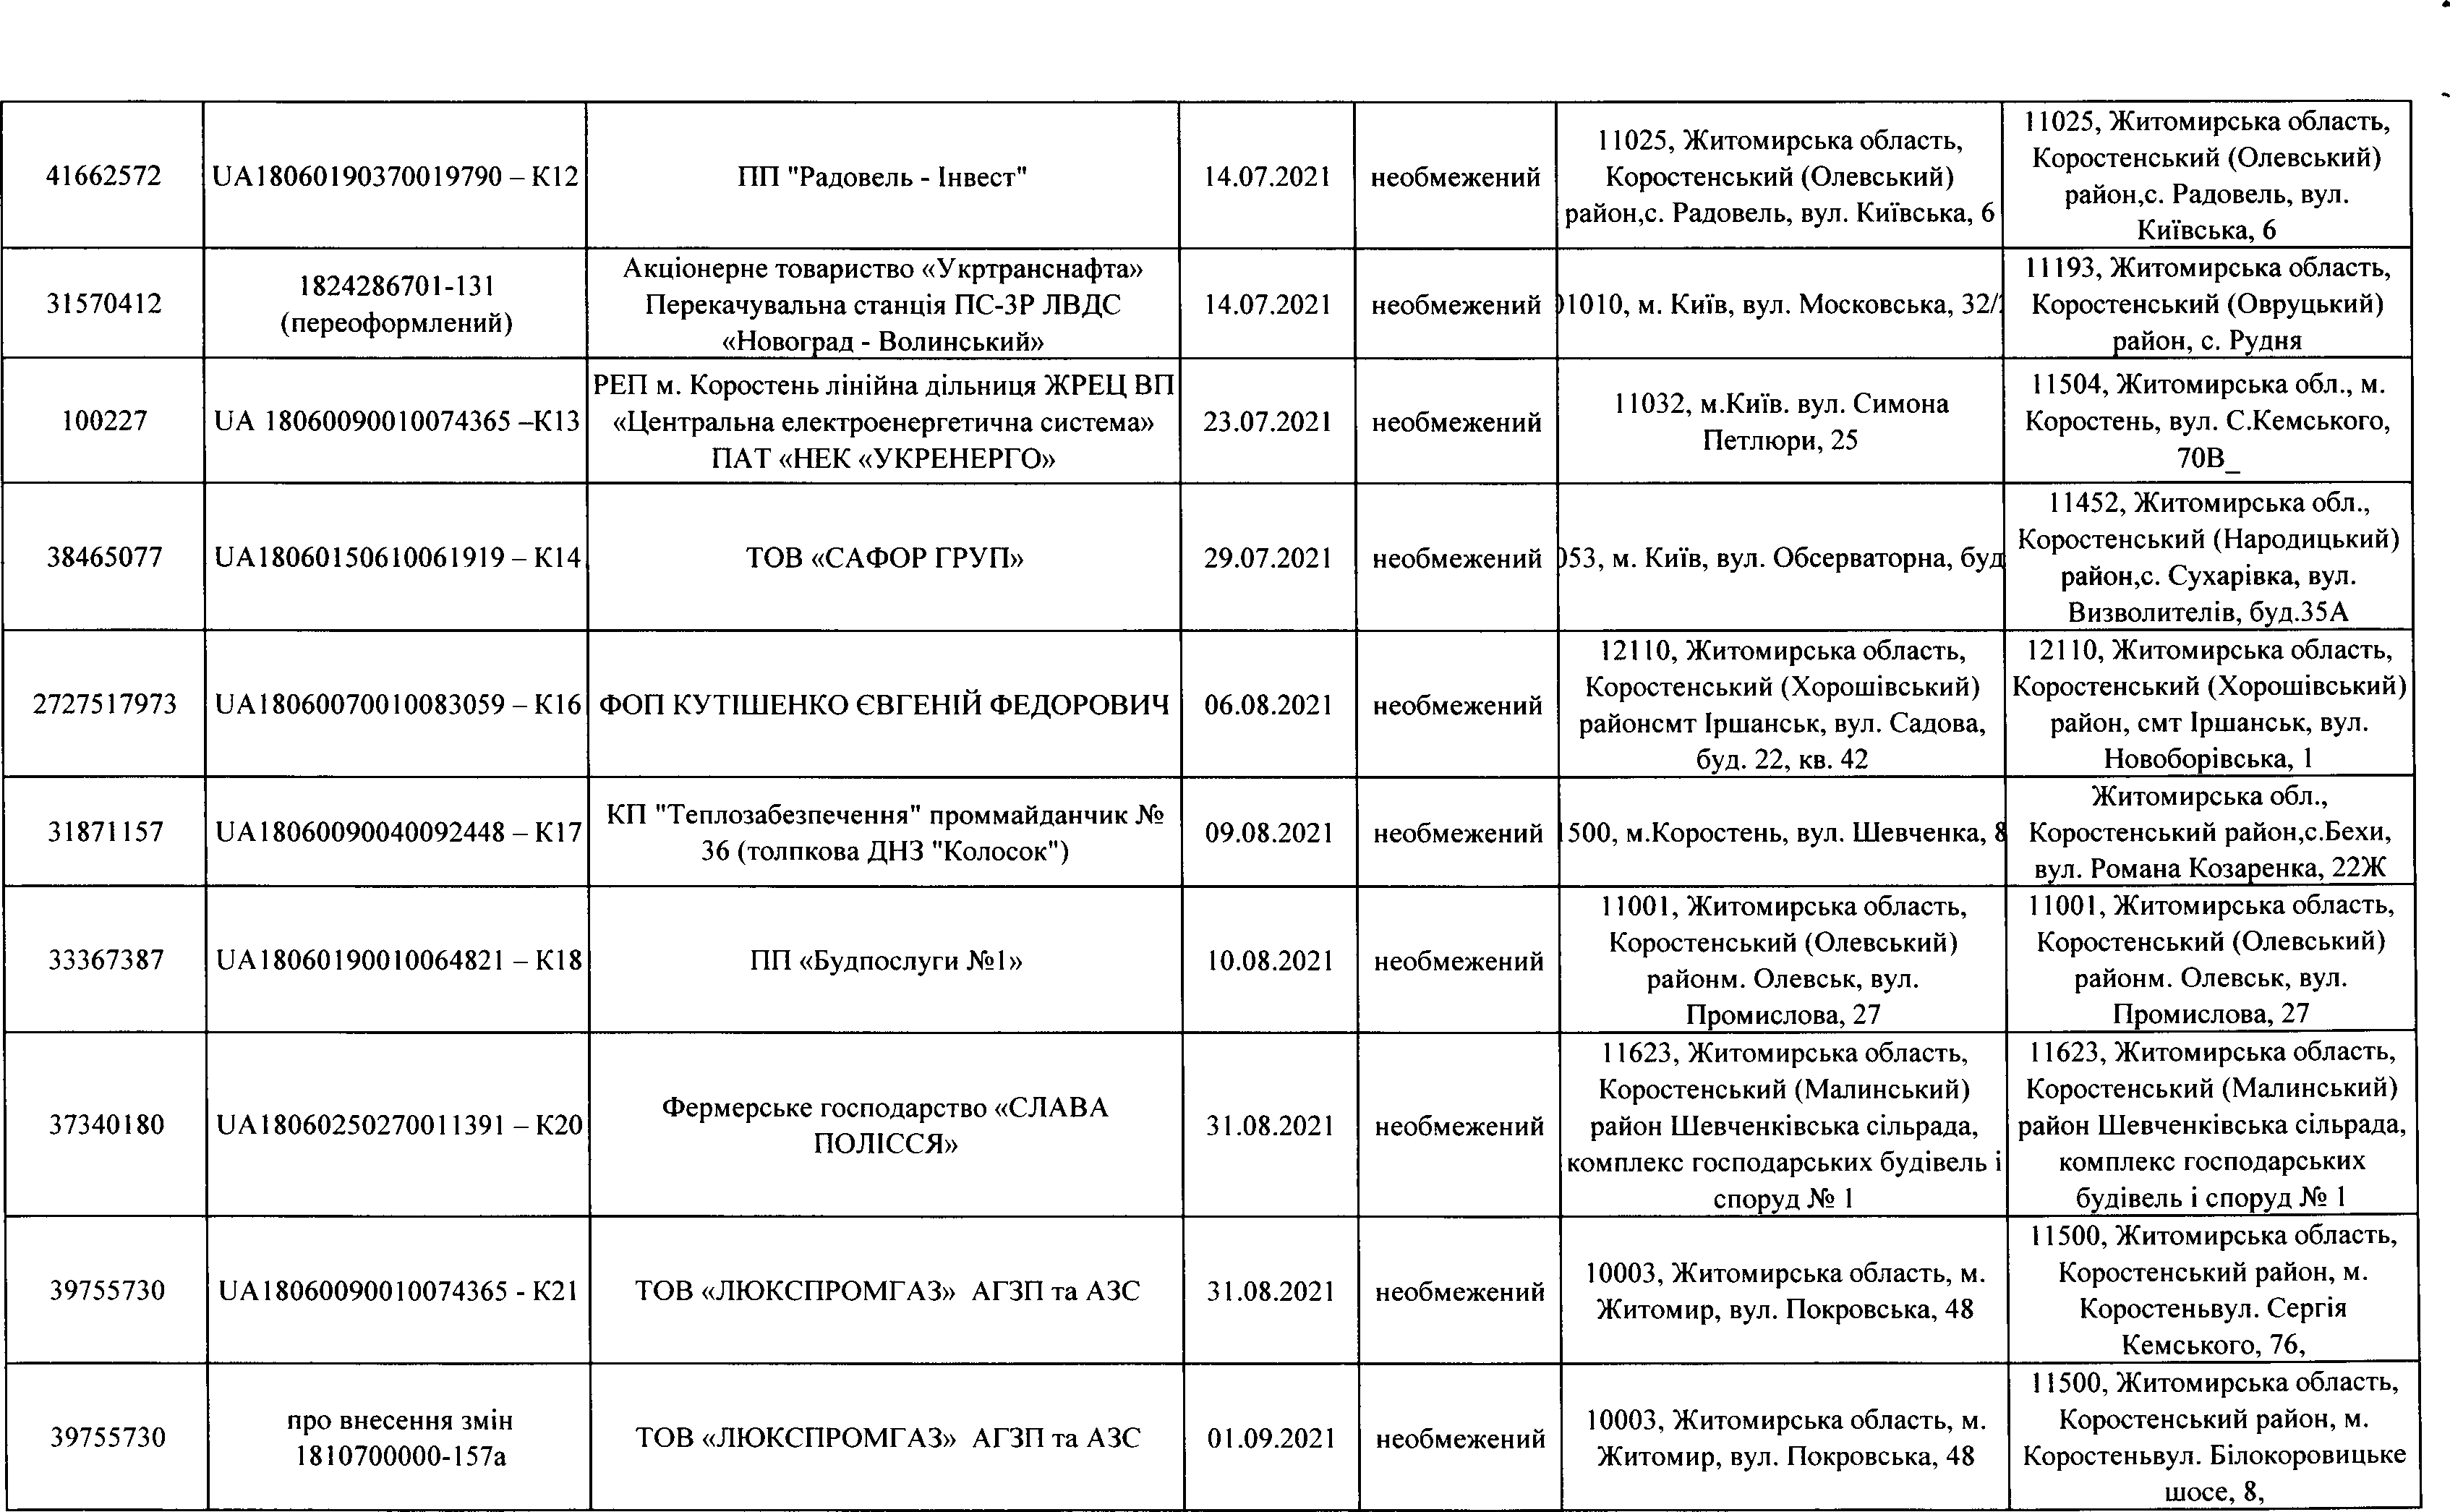 41662572
UA18060190370019790 – К12
ПП "Радовель - Інвест"
14.07.2021
необмежений
11025, Житомирська область,
Коростенський (Олевський)
район,с. Радовель, вул. Київська, 6
11025, Житомирська область,
Коростенський (Олевський)
район,с. Радовель, вул.
Київська, 6
31570412
1824286701-131
(переоформлений)
Акціонерне товариство «Укртранснафта»
Перекачувальна станція ПС-3Р ЛВДС
«Новоград - Волинський»
14.07.2021
необмежений
01010, м. Київ, вул. Московська, 32/
11193, Житомирська область,
Коростенський (Овруцький)
район, с. Рудня
100227
UA 18060090010074365 –К13
РЕП м. Коростень лінійна дільниця ЖРЕЦ ВП
«Центральна електроенергетична система»
ПАТ «НЕК «УКРЕНЕРГО»
23.07.2021
необмежений
11032, м.Київ. вул. Симона
Петлюри, 25
11504, Житомирська обл., м.
Коростень, вул. С.Кемського,
70В_
38465077
UA18060150610061919 – К14
ТОВ «САФОР ГРУП»
29.07.2021
необмежений
053, м. Київ, вул. Обсерваторна, буд
11452, Житомирська обл.,
Коростенський (Народицький)
район,с. Сухарівка, вул.
Визволителів, буд.35А
2727517973
UA18060070010083059 – К16
ФОП КУТІШЕНКО ЄВГЕНІЙ ФЕДОРОВИЧ
06.08.2021
необмежений
12110, Житомирська область,
Коростенський (Хорошівський)
районсмт Іршанськ, вул. Садова,
буд. 22, кв. 42
12110, Житомирська область,
Коростенський (Хорошівський)
район, смт Іршанськ, вул.
Новоборівська, 1
31871157
UA18060090040092448 – К17
КП "Теплозабезпечення" проммайданчик №
36 (толпкова ДНЗ "Колосок")
09.08.2021
необмежений
1500, м.Коростень, вул. Шевченка, 8
Житомирська обл.,
Коростенський район,с.Бехи,
вул. Романа Козаренка, 22Ж
33367387
UA18060190010064821 – К18
ПП «Будпослуги №1»
10.08.2021
необмежений
11001, Житомирська область,
Коростенський (Олевський)
районм. Олевськ, вул.
Промислова, 27
11001, Житомирська область,
Коростенський (Олевський)
районм. Олевськ, вул.
Промислова, 27
37340180
UA18060250270011391 – К20
Фермерське господарство «СЛАВА
ПОЛІССЯ»
31.08.2021
необмежений
11623, Житомирська область,
Коростенський (Малинський)
район Шевченківська сільрада,
комплекс господарських будівель і
споруд № 1
11623, Житомирська область,
Коростенський (Малинський)
район Шевченківська сільрада,
комплекс господарських
будівель і споруд № 1
39755730
UA18060090010074365 - К21
ТОВ «ЛЮКСПРОМГАЗ» АГЗП та АЗС
31.08.2021
необмежений
10003, Житомирська область, м.
Житомир, вул. Покровська, 48
11500, Житомирська область,
Коростенський район, м.
Коростеньвул. Сергія
Кемського, 76,
39755730
про внесення змін
1810700000-157а
ТОВ «ЛЮКСПРОМГАЗ» АГЗП та АЗС
01.09.2021
необмежений
10003, Житомирська область, м.
Житомир, вул. Покровська, 48
11500, Житомирська область,
Коростенський район, м.
Коростеньвул. Білокоровицьке
шосе, 8,